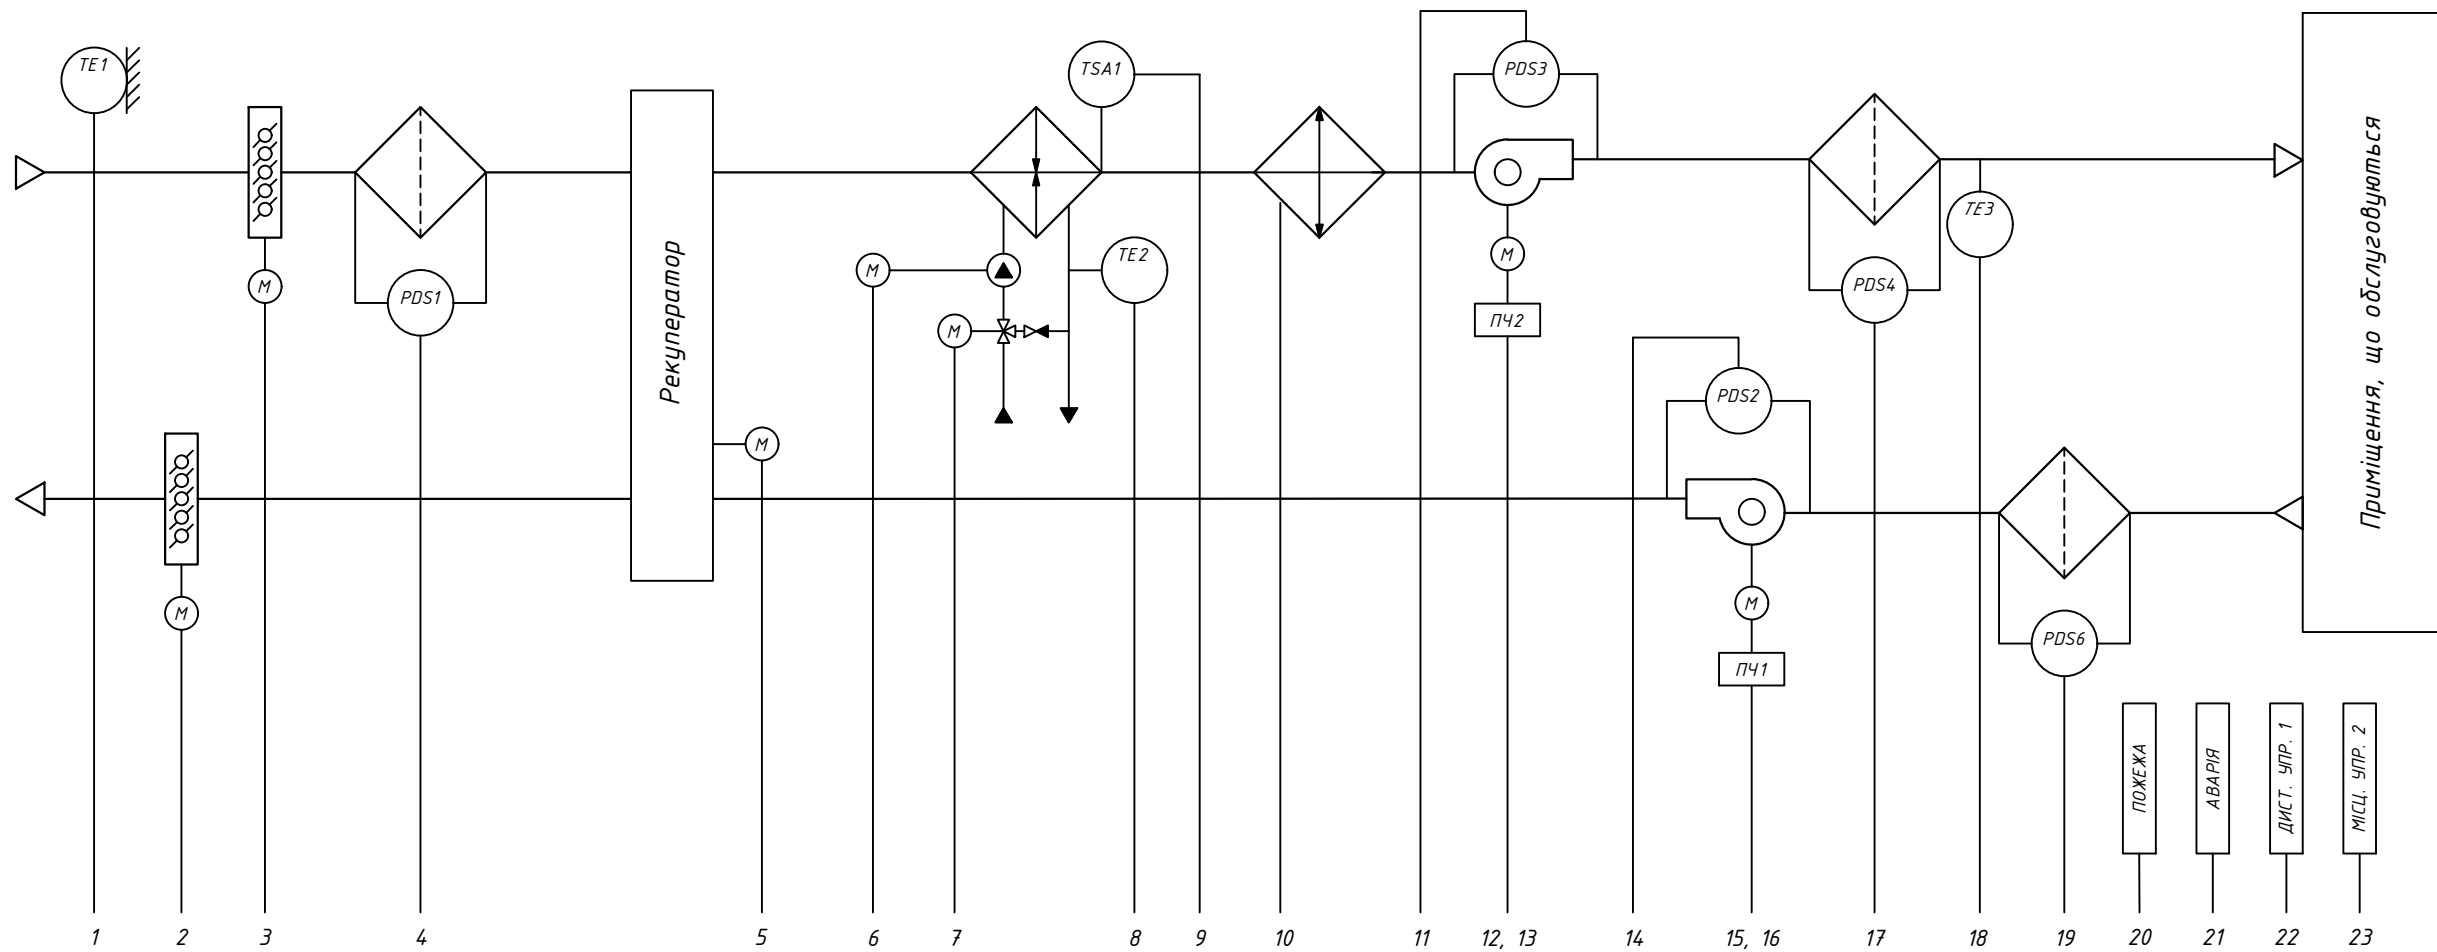 TE1
TSA1
PDS3
TE3
PDS1
Рекуператор
M
M
M
TE2
M
ПЧ2
PDS4
M
PDS2
Приміщення, що обслуговуються
M
M
ПЧ1
PDS6
ПОЖЕЖА
АВАРІЯ
ДИСТ. УПР. 1
МІСЦ. УПР. 2
1
2
3
4
5
6
7
8
9
10
11
12, 13
14
15, 16
17
18
19
20
21
22
23